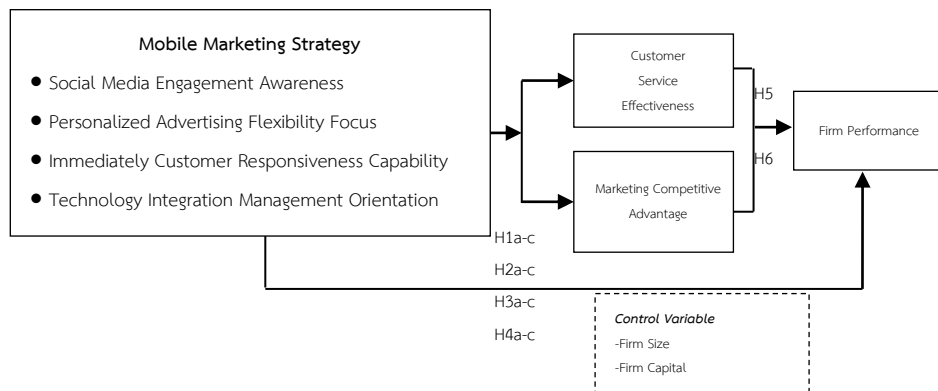 Mobile Marketing Strategy
● Social Media Engagement Awareness
● Personalized Advertising Flexibility Focus
● Immediately Customer Responsiveness Capability
● Technology Integration Management Orientation
Customer
Service
Effectiveness
Marketing Competitive
Advantage
H5
H6
Firm Performance
H1a-c
H2a-c
H3a-c
H4a-c
Control Variable
-Firm Size
-Firm Capital